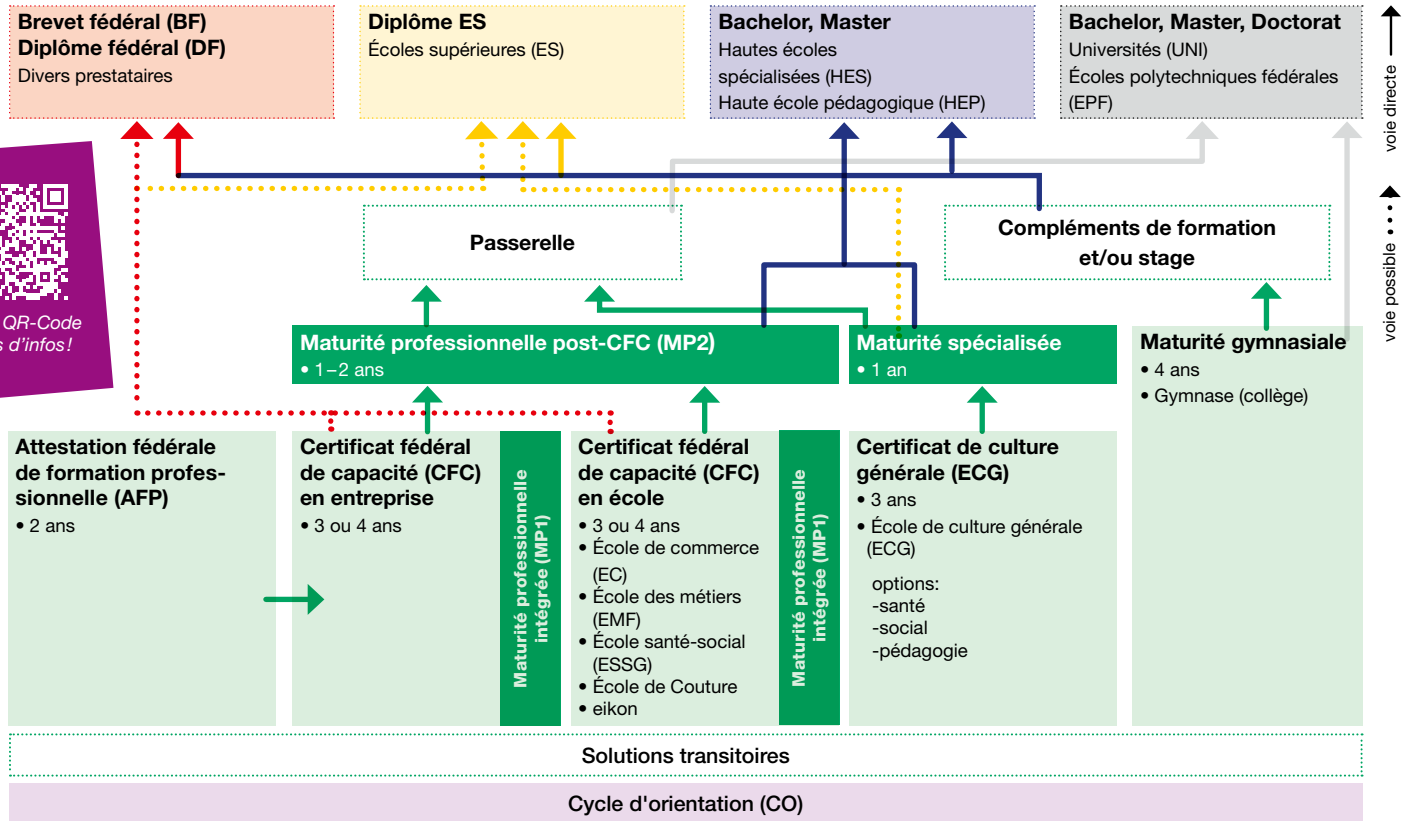 Brevet fédéral (BF)
Diplôme fédéral (DF)
Divers prestataires
Diplôme ES
Écoles supérieures (ES)
Bachelor, Master
Hautes écoles
spécialisées (HES)
Haute école pédagogique (HEP)
Bachelor, Master, Doctorat
Universités (UNI)
Écoles polytechniques fédérales
(EPF)
voie directe
voie possible
QR-Code
d'infos!
Passerelle
Compléments de formation
et/ou stage
Maturité professionnelle post-CFC (MP2)
• 1–2 ans
Maturité spécialisée
• 1 an
Maturité gymnasiale
• 4 ans
• Gymnase (collège)
Attestation fédérale
de formation profes-
sionnelle (AFP)
• 2 ans
Certificat fédéral
de capacité (CFC)
en entreprise
• 3 ou 4 ans
Maturité professionnelle
intégrée (MP1)
Certificat fédéral
de capacité (CFC)
en école
• 3 ou 4 ans
• École de commerce
(EC)
• École des métiers
(EMF)
• École santé-social
(ESSG)
• École de Couture
• eikon
Maturité professionnelle
intégrée (MP1)
Certificat de culture
générale (ECG)
• 3 ans
• École de culture générale
(ECG)
options:
-santé
-social
-pédagogie
Solutions transitoires
Cycle d'orientation (CO)